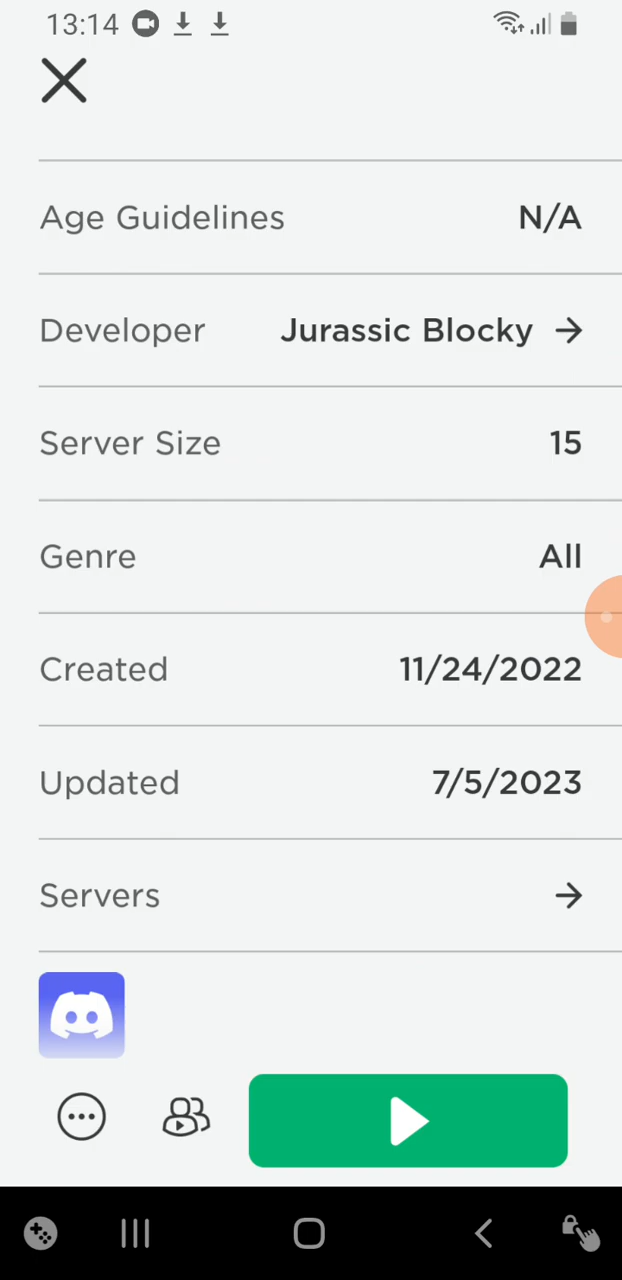 13:14
Age Guidelines N/A
Developer Jurassic Blocky →
Server Size 15
Genre All
Created 11/24/2022
Updated 7/5/2023
Servers →